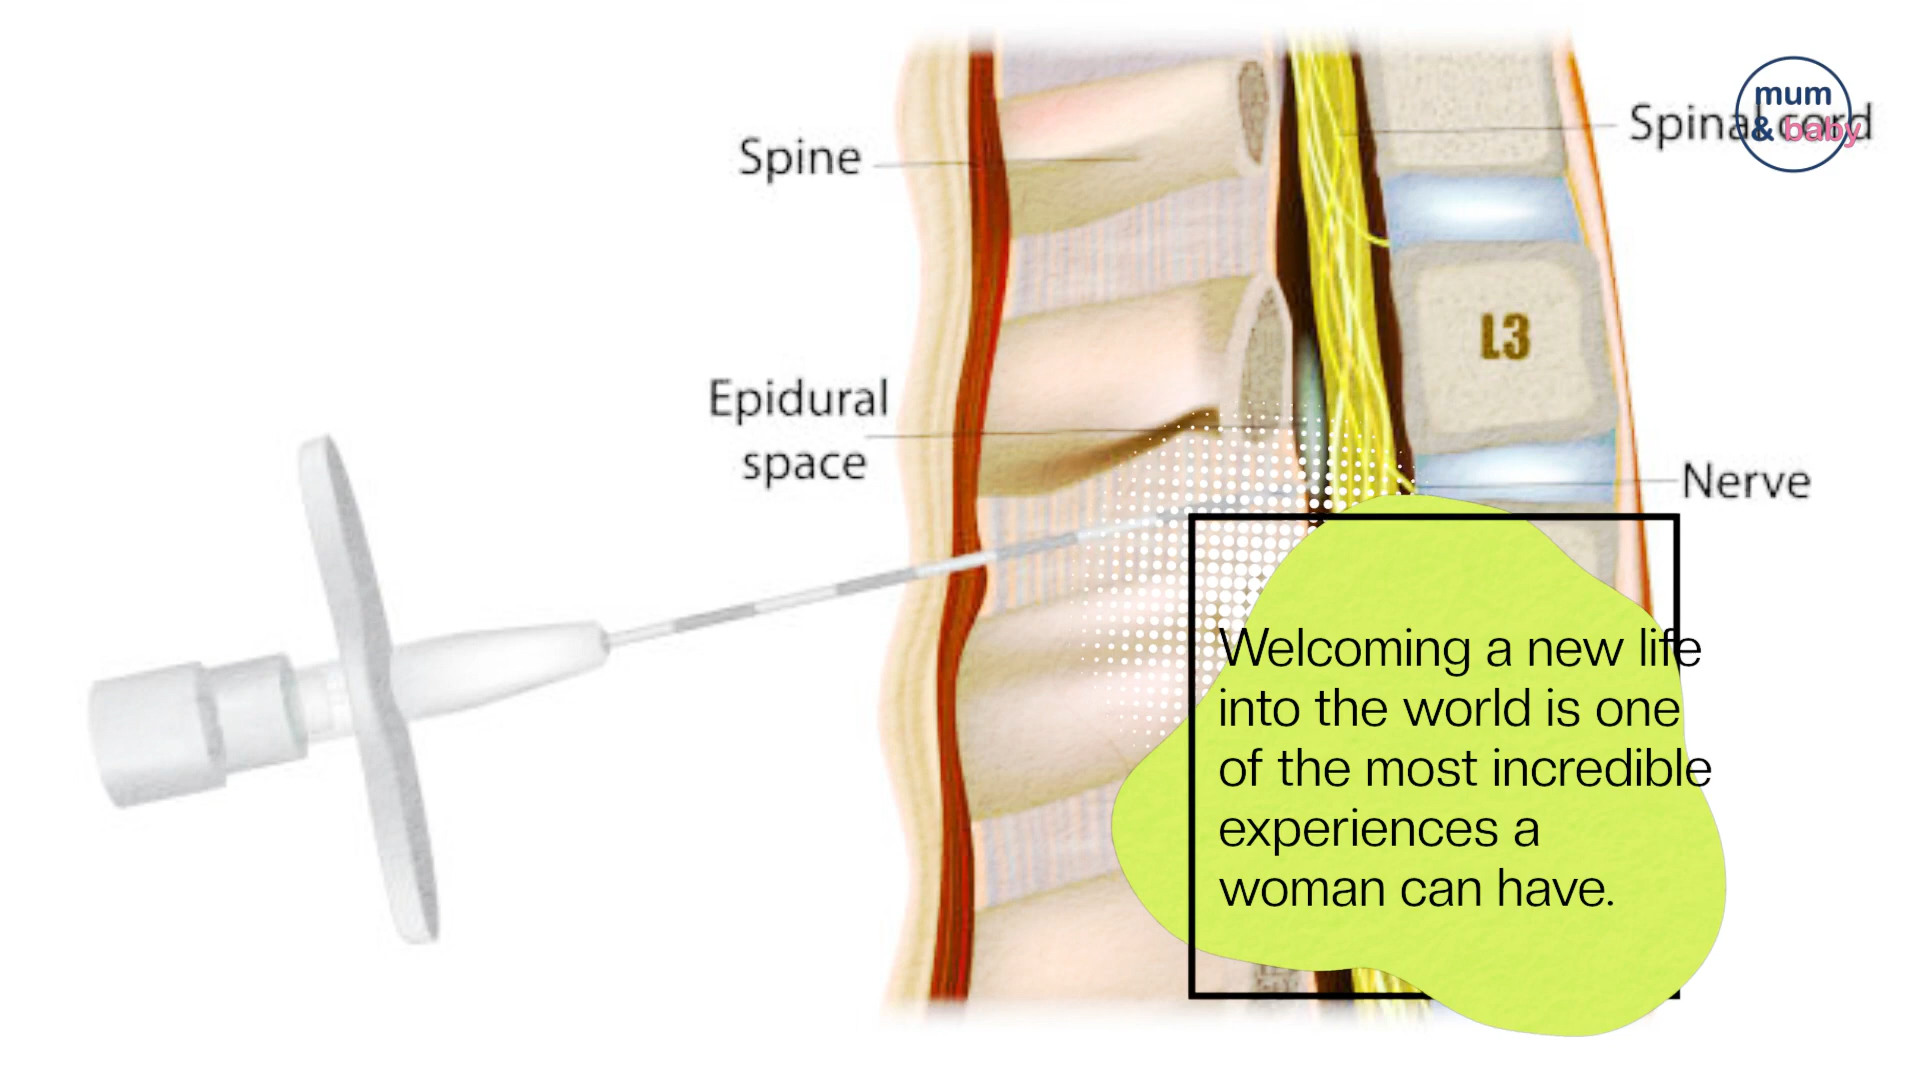 mum
& baby
Spinal cord
Spine
L3
Epidural
space
Nerve
Welcoming a new life
into the world is one
of the most incredible
experiences a
woman can have.